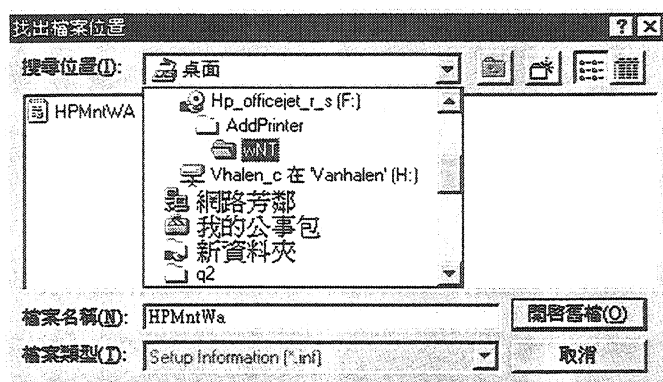 找出檔案位置
搜尋位置(I): 桌面
HPMntWA
Hp_officejet_r_s (F:)
AddPrinter
wNT
Vhalen_c 在 'Vanhalen' (H:)
網路芳鄰
我的公事包
新資料夾
q2
檔案名稱(N): HPMntWa 開啓舊檔(O)
檔案類型(T): Setup Information (*.inf) 取消